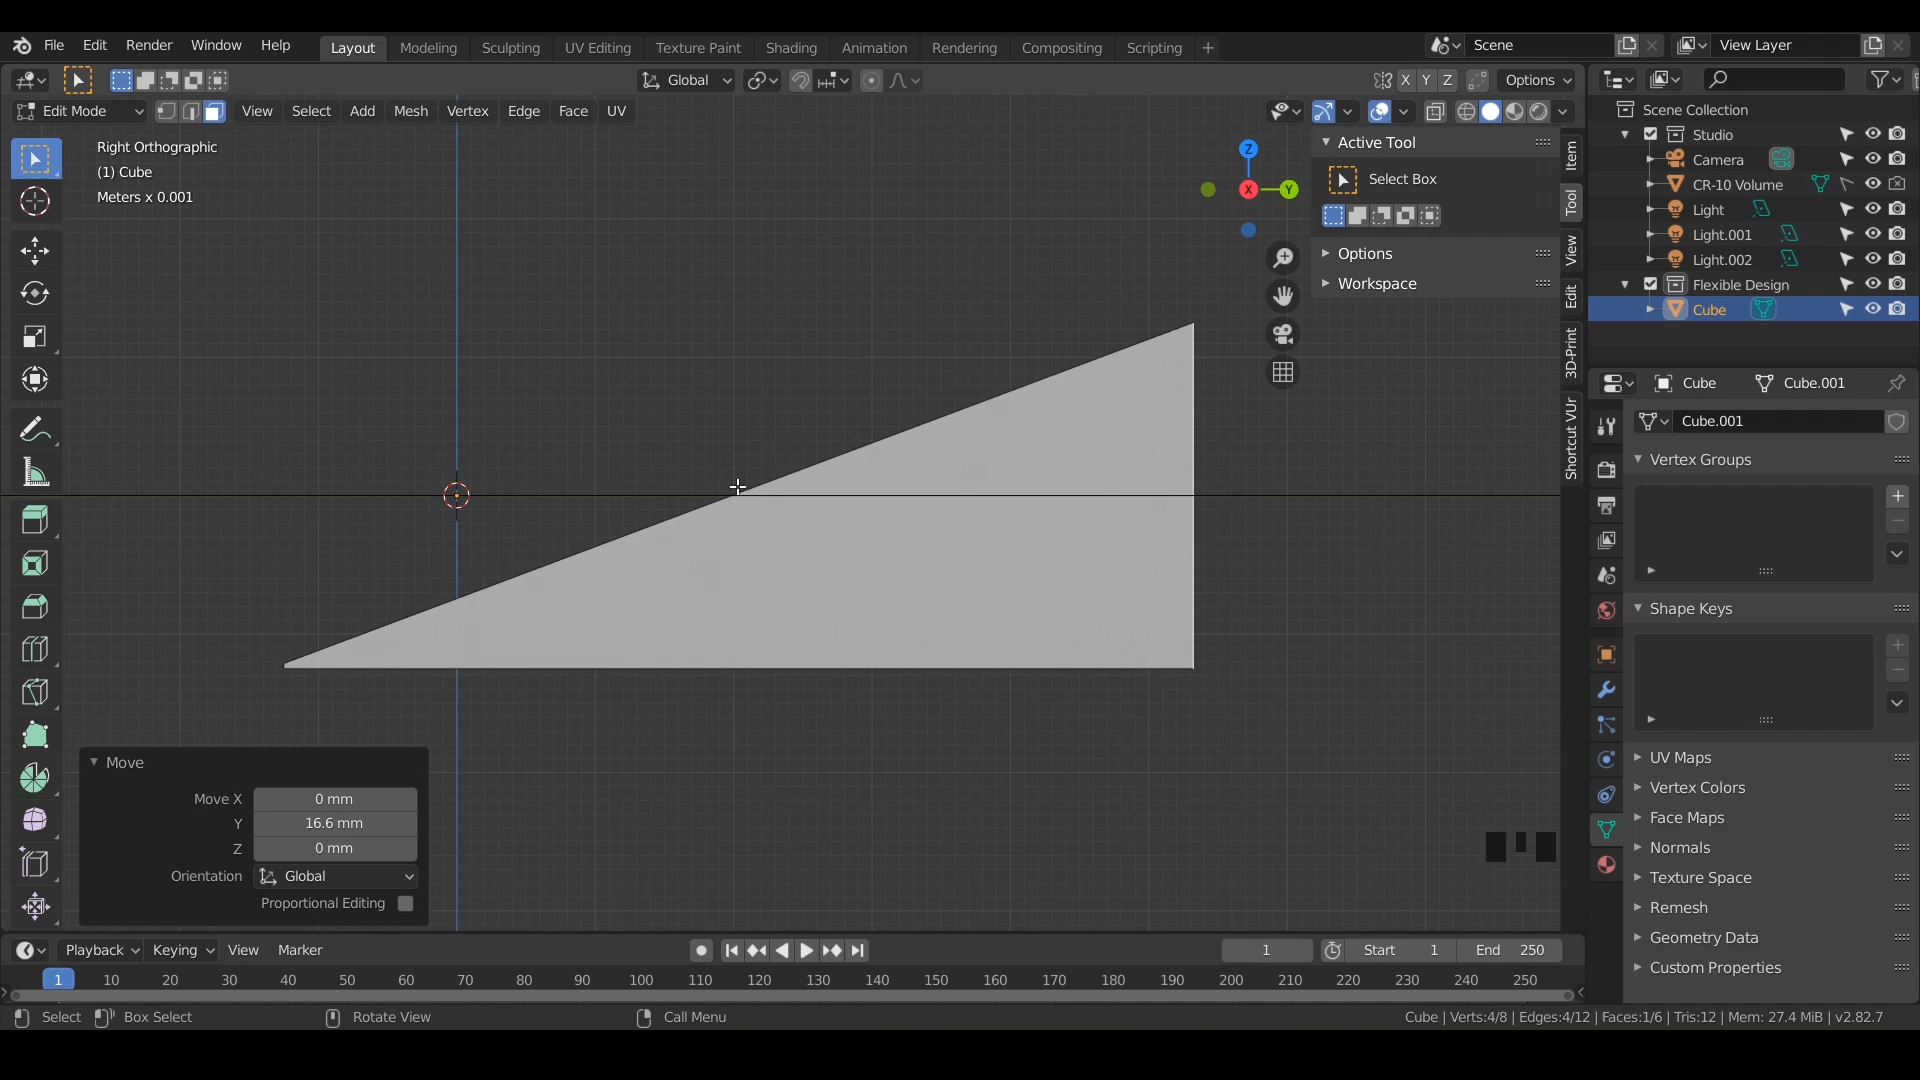 File Edit Render Window Help Layout Modeling Sculpting UV Editing Texture Paint Shading Animation Rendering Compositing Scripting + Scene View Layer
Global X Y Z Options
Edit Mode View Select Add Mesh Vertex Edge Face UV
Right Orthographic
(1) Cube
Meters x 0.001
Z
X
Y
Active Tool
Select Box
Options
Workspace
Item
Tool
View
Edit
3D-Print
Shortcut VUr
Scene Collection
Studio
Camera
CR-10 Volume
Light
Light.001
Light.002
Flexible Design
Cube
Cube Cube.001
Cube.001
Vertex Groups
Shape Keys
UV Maps
Vertex Colors
Face Maps
Normals
Texture Space
Remesh
Geometry Data
Custom Properties
Move
Move X 0 mm
Y 16.6 mm
Z 0 mm
Orientation Global
Proportional Editing
Playback Keying View Marker 1 Start 1 End 250
1 10 20 30 40 50 60 70 80 90 100 110 120 130 140 150 160 170 180 190 200 210 220 230 240 250
Select Box Select Rotate View Call Menu Cube | Verts:4/8 | Edges:4/12 | Faces:1/6 | Tris:12 | Mem: 27.4 MiB | v2.82.7